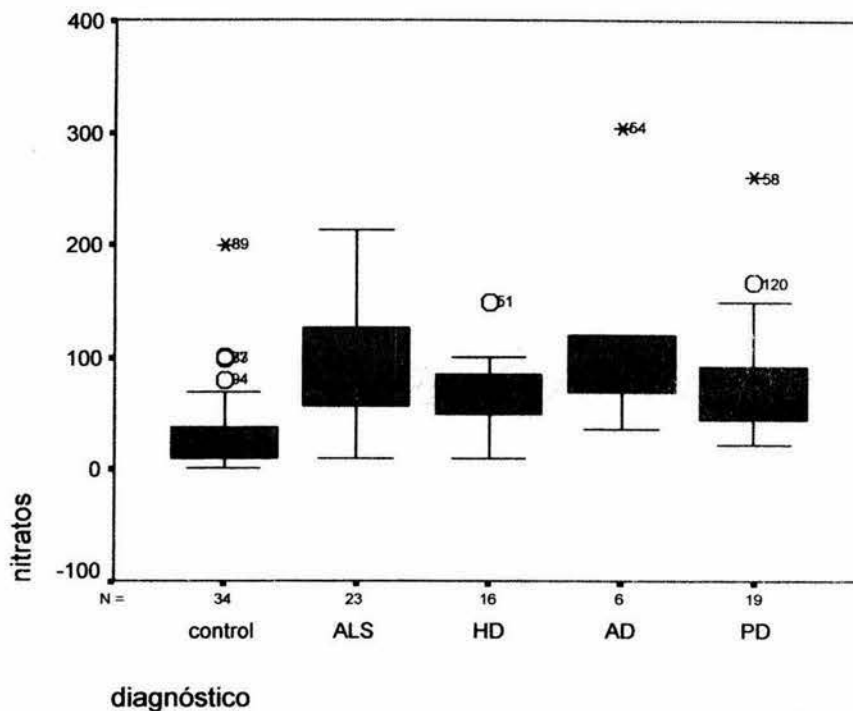 400
300
200
100
0
-100
nitratos
89
94
51
54
58
120
N =
34
23
16
6
19
control
ALS
HD
AD
PD
diagnóstico